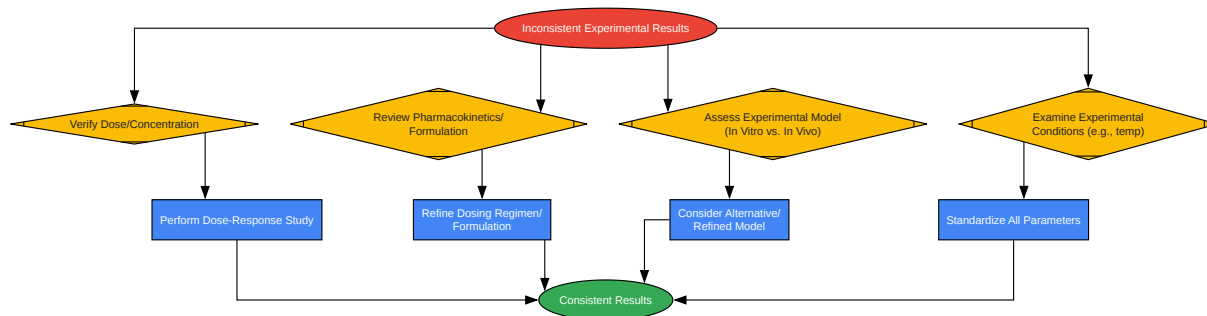 Inconsistent Experimental Results
Verify Dose/Concentration
Review Pharmacokinetics/
Formulation
Assess Experimental Model
(In Vitro vs. In Vivo)
Examine Experimental
Conditions (e.g., temp)
Perform Dose-Response Study
Refine Dosing Regimen/
Formulation
Consider Alternative/
Refined Model
Standardize All Parameters
Consistent Results